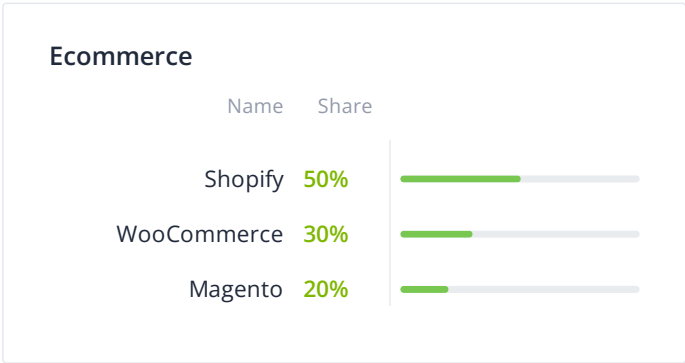 Ecommerce
Name Share
Shopify 50%
WooCommerce 30%
Magento 20%